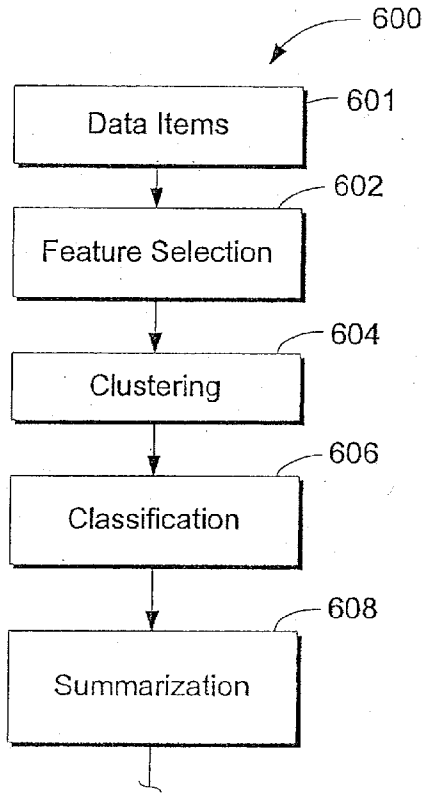 600
601
Data Items
602
Feature Selection
604
Clustering
606
Classification
608
Summarization